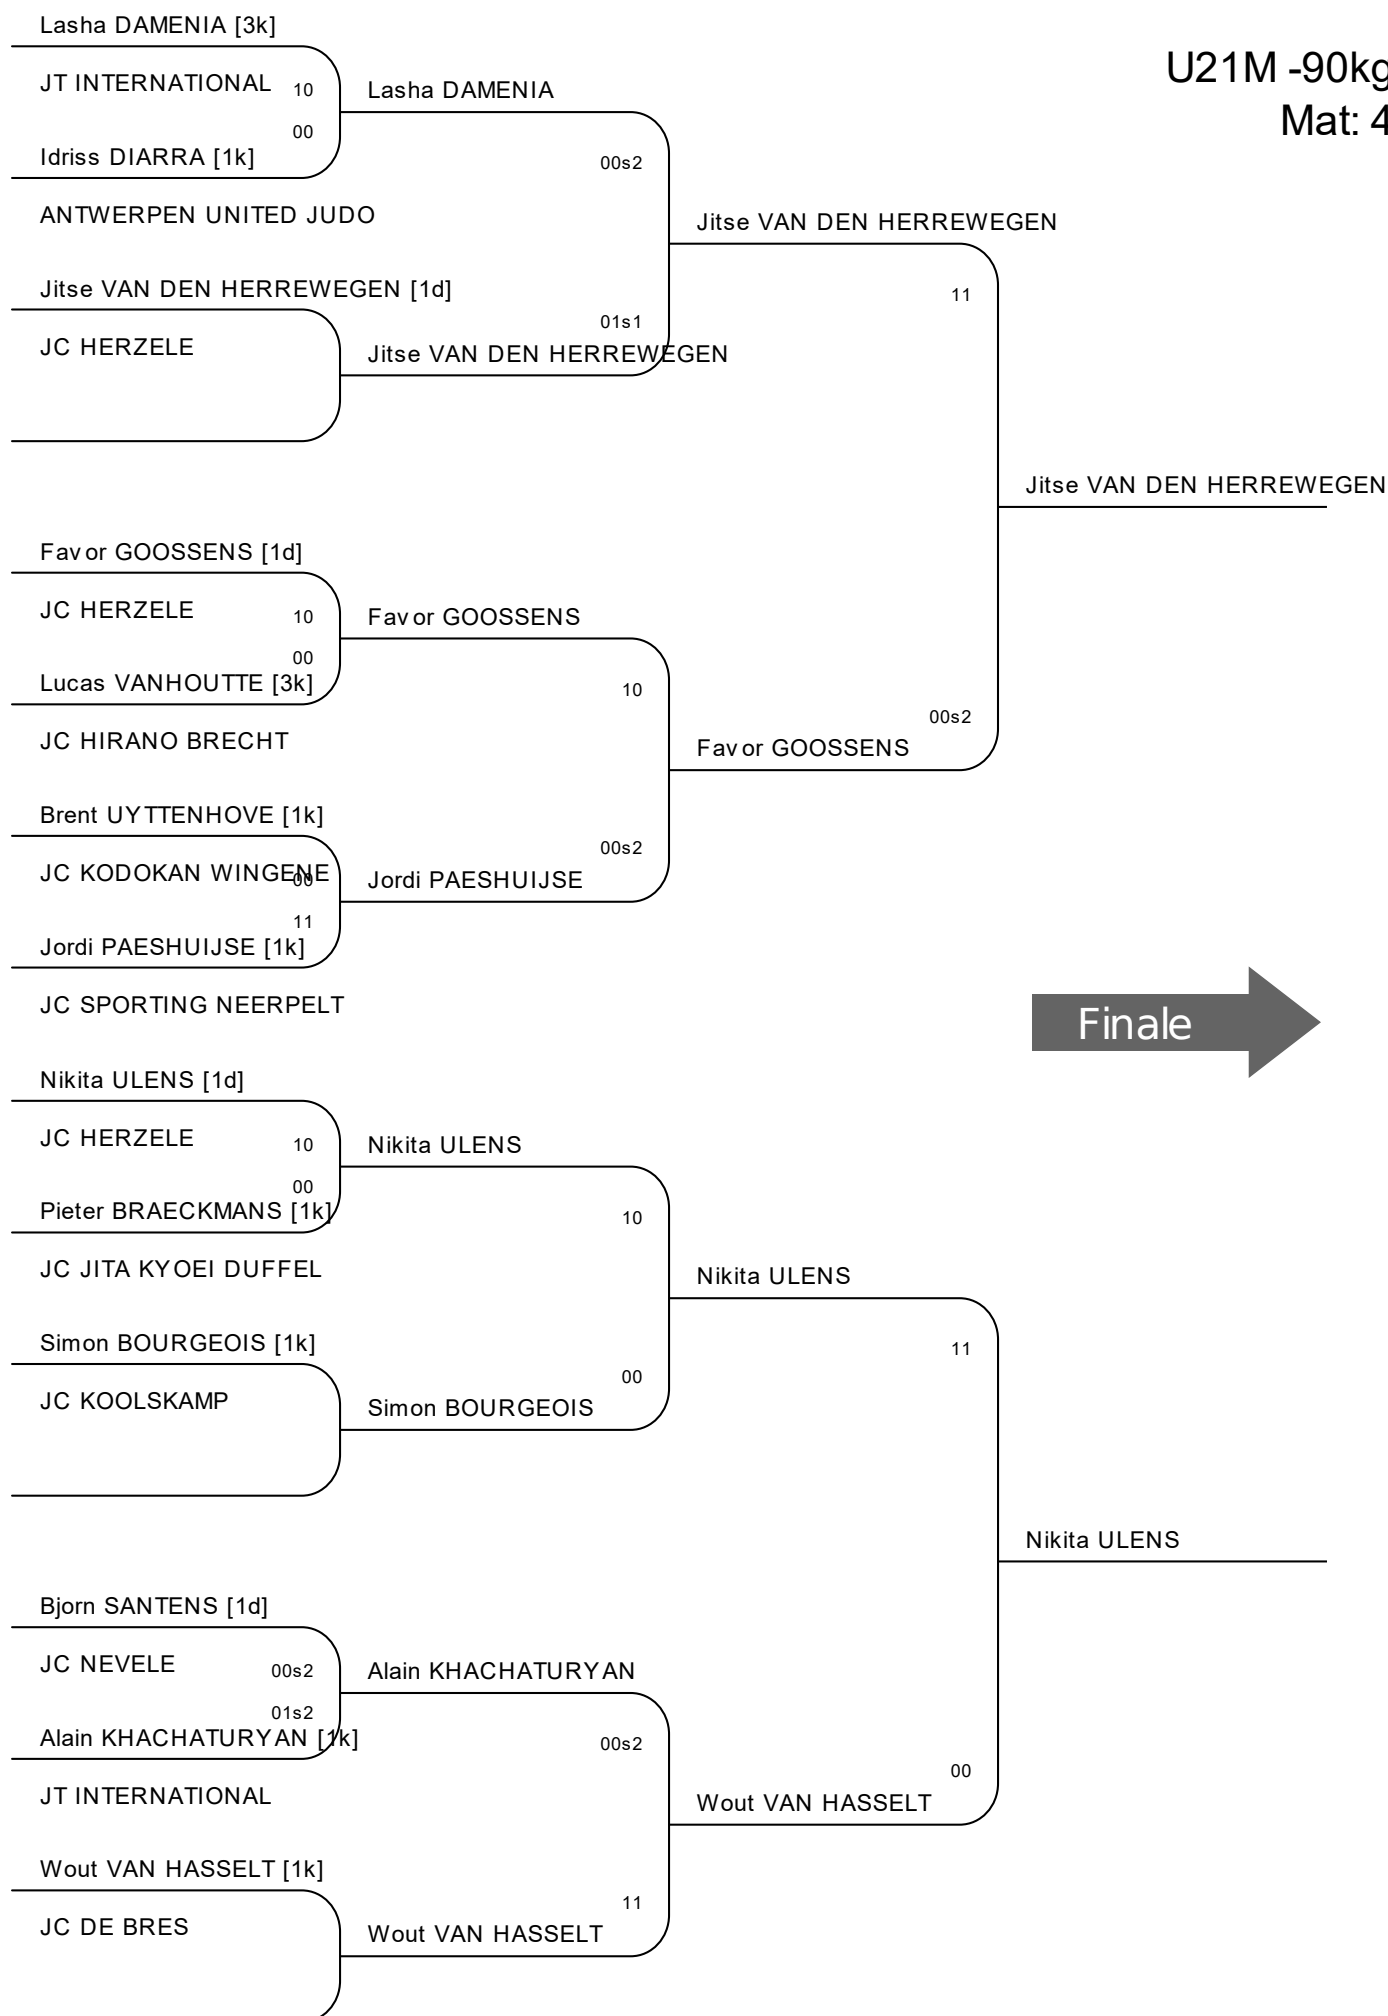 Lasha DAMENIA [3k]
U21M -90kg
Mat: 4
JT INTERNATIONAL
10
Lasha DAMENIA
00
Idriss DIARRA [1k]
00s2
ANTWERPEN UNITED JUDO
Jitse VAN DEN HERREWEGEN
Jitse VAN DEN HERREWEGEN [1d]
11
01s1
JC HERZELE
Jitse VAN DEN HERREWEGEN
Jitse VAN DEN HERREWEGEN
Favor GOOSSENS [1d]
JC HERZELE
10
Favor GOOSSENS
00
Lucas VANHOUTTE [3k]
10
00s2
JC HIRANO BRECHT
Favor GOOSSENS
Brent UYTTENHOVE [1k]
00s2
JC KODOKAN WINGENE
00
Jordi PAESHUIJSE
11
Jordi PAESHUIJSE [1k]
JC SPORTING NEERPELT
Finale
Nikita ULENS [1d]
JC HERZELE
10
Nikita ULENS
00
Pieter BRAECKMANS [1k]
10
JC JITA KYOEI DUFFEL
Nikita ULENS
Simon BOURGEOIS [1k]
11
00
JC KOOLSKAMP
Simon BOURGEOIS
Nikita ULENS
Bjorn SANTENS [1d]
JC NEVELE
00s2
Alain KHACHATURYAN
01s2
Alain KHACHATURYAN [1k]
00s2
00
JT INTERNATIONAL
Wout VAN HASSELT
Wout VAN HASSELT [1k]
11
JC DE BRES
Wout VAN HASSELT